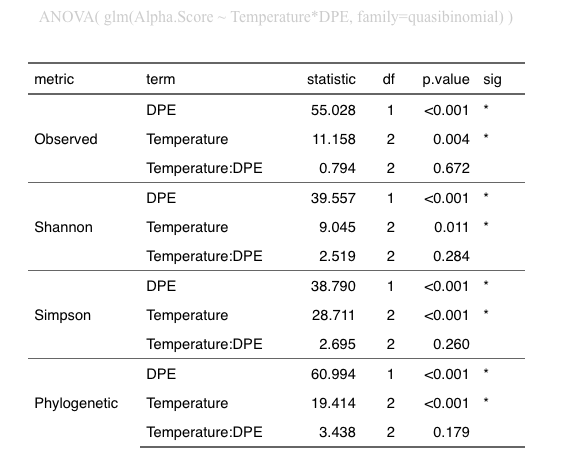 ANOVA( glm(Alpha.Score ~ Temperature*DPE, family=quasibinomial) )
metric term statistic df p.value sig
DPE 55.028 1 <0.001 *
Observed Temperature 11.158 2 0.004 *
Temperature:DPE 0.794 2 0.672
DPE 39.557 1 <0.001 *
Shannon Temperature 9.045 2 0.011 *
Temperature:DPE 2.519 2 0.284
DPE 38.790 1 <0.001 *
Simpson Temperature 28.711 2 <0.001 *
Temperature:DPE 2.695 2 0.260
DPE 60.994 1 <0.001 *
Phylogenetic Temperature 19.414 2 <0.001 *
Temperature:DPE 3.438 2 0.179